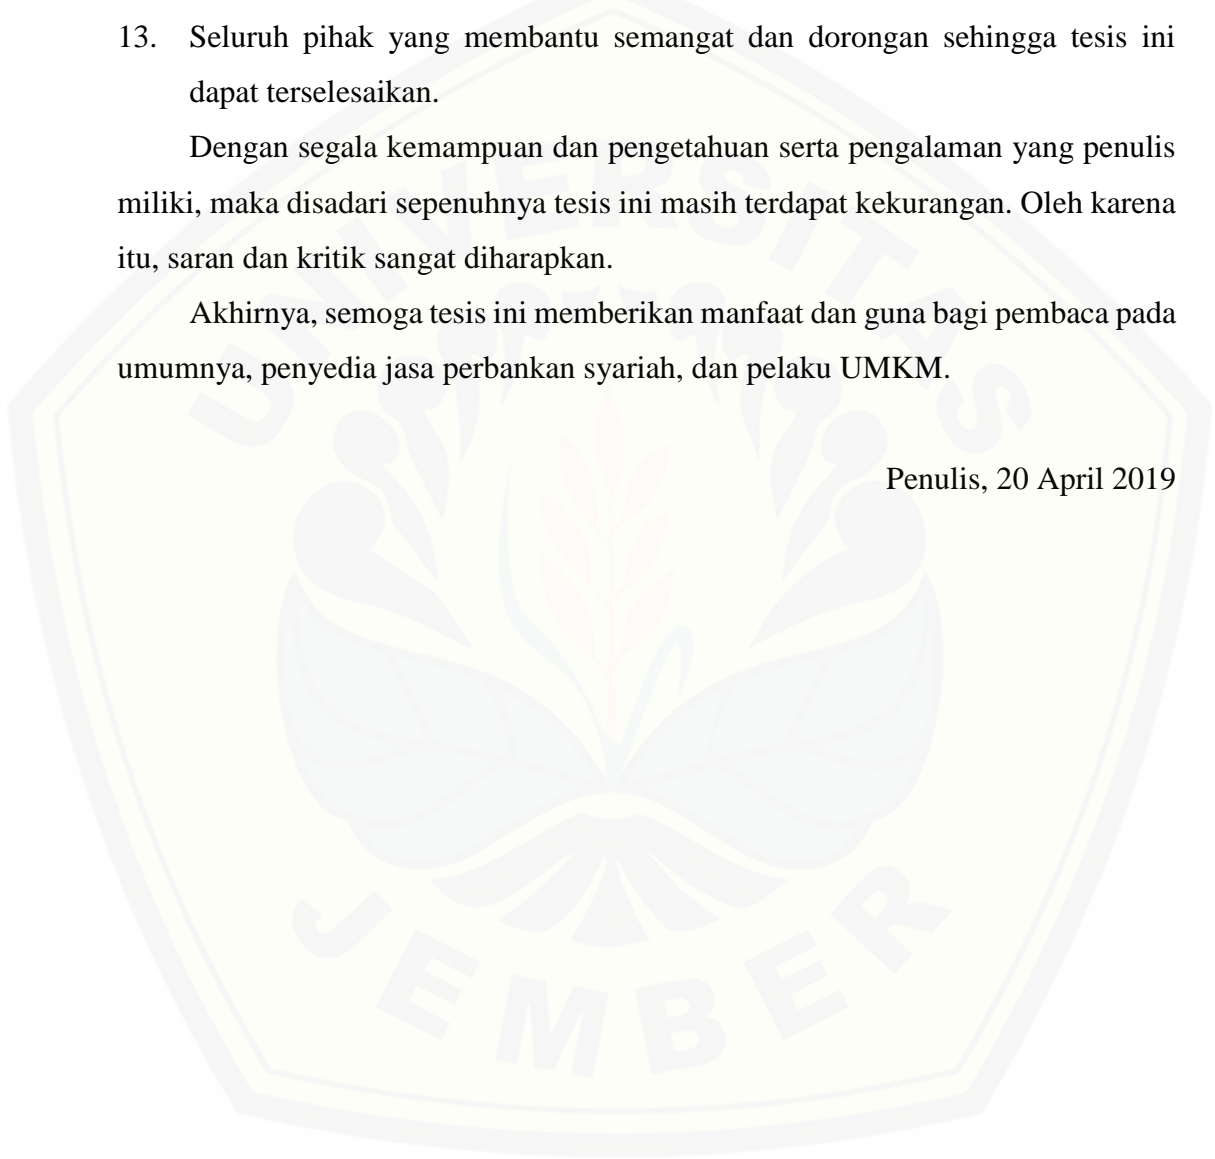 13. Seluruh pihak yang membantu semangat dan dorongan sehingga tesis ini
dapat terselesaikan.
Dengan segala kemampuan dan pengetahuan serta pengalaman yang penulis
miliki, maka disadari sepenuhnya tesis ini masih terdapat kekurangan. Oleh karena
itu, saran dan kritik sangat diharapkan.
Akhirnya, semoga tesis ini memberikan manfaat dan guna bagi pembaca pada
umumnya, penyedia jasa perbankan syariah, dan pelaku UMKM.
Penulis, 20 April 2019
UNIVERSITAS
JEMBER